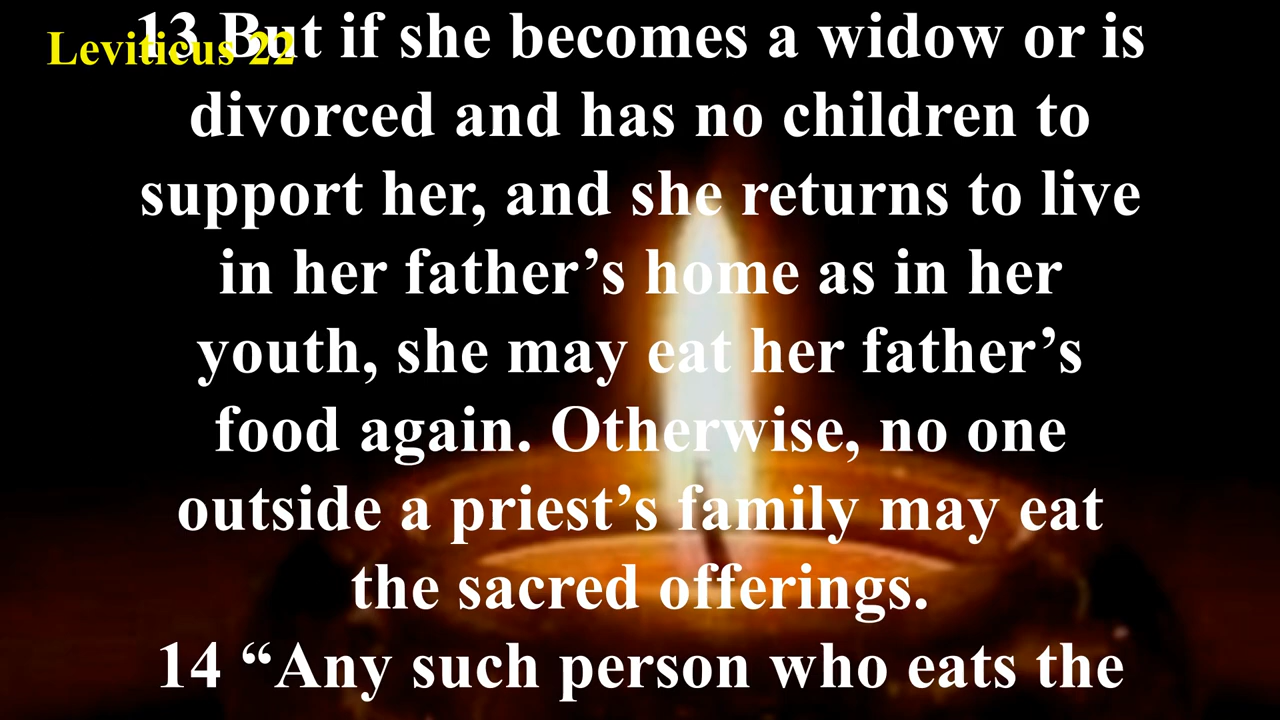 Leviticus 22
13 But if she becomes a widow or is
divorced and has no children to
support her, and she returns to live
in her father’s home as in her
youth, she may eat her father’s
food again. Otherwise, no one
outside a priest’s family may eat
the sacred offerings.
14 “Any such person who eats the